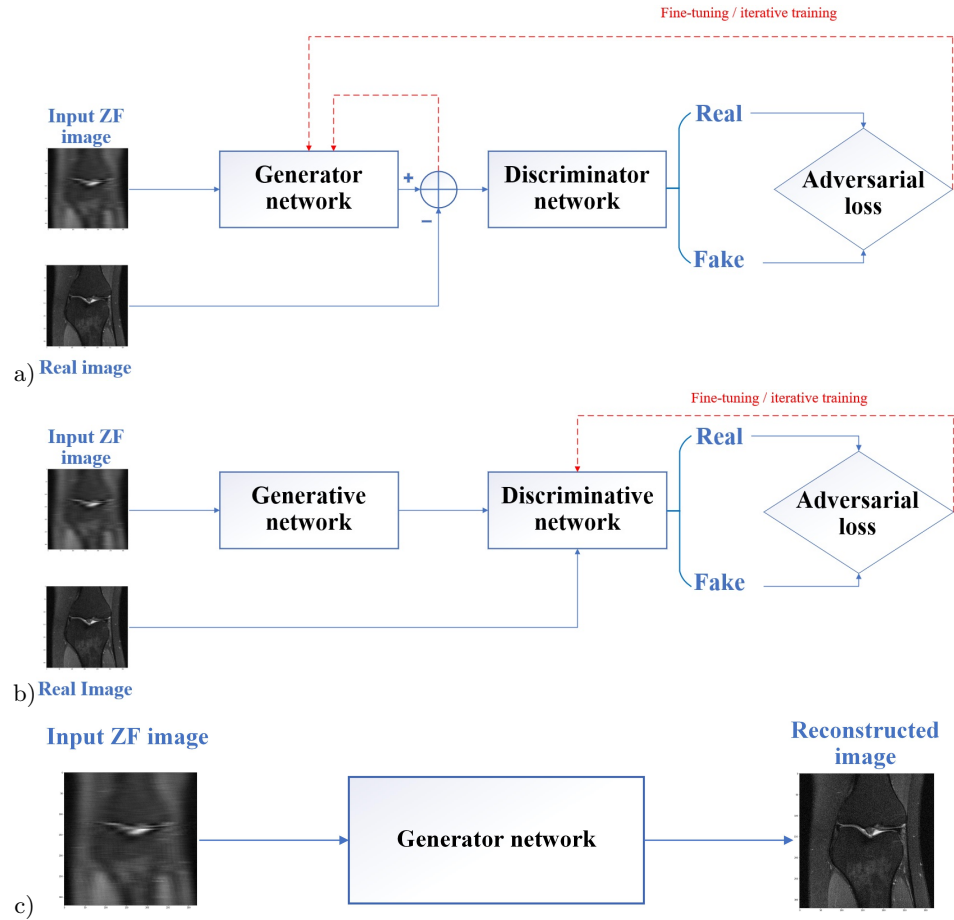 Fine-tuning / iterative training
Input ZF
image
Generator
network
+
−
Discriminator
network
Real
Fake
Adversarial
loss
Real image
a)
Fine-tuning / iterative training
Input ZF
image
Generative
network
Discriminative
network
Real
Fake
Adversarial
loss
Real Image
b)
Input ZF image
Generator network
Reconstructed
image
c)